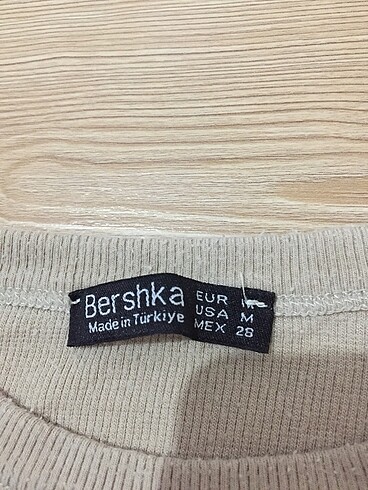 Bershka
Made in Türkiye
EUR
USA M
MEX 28